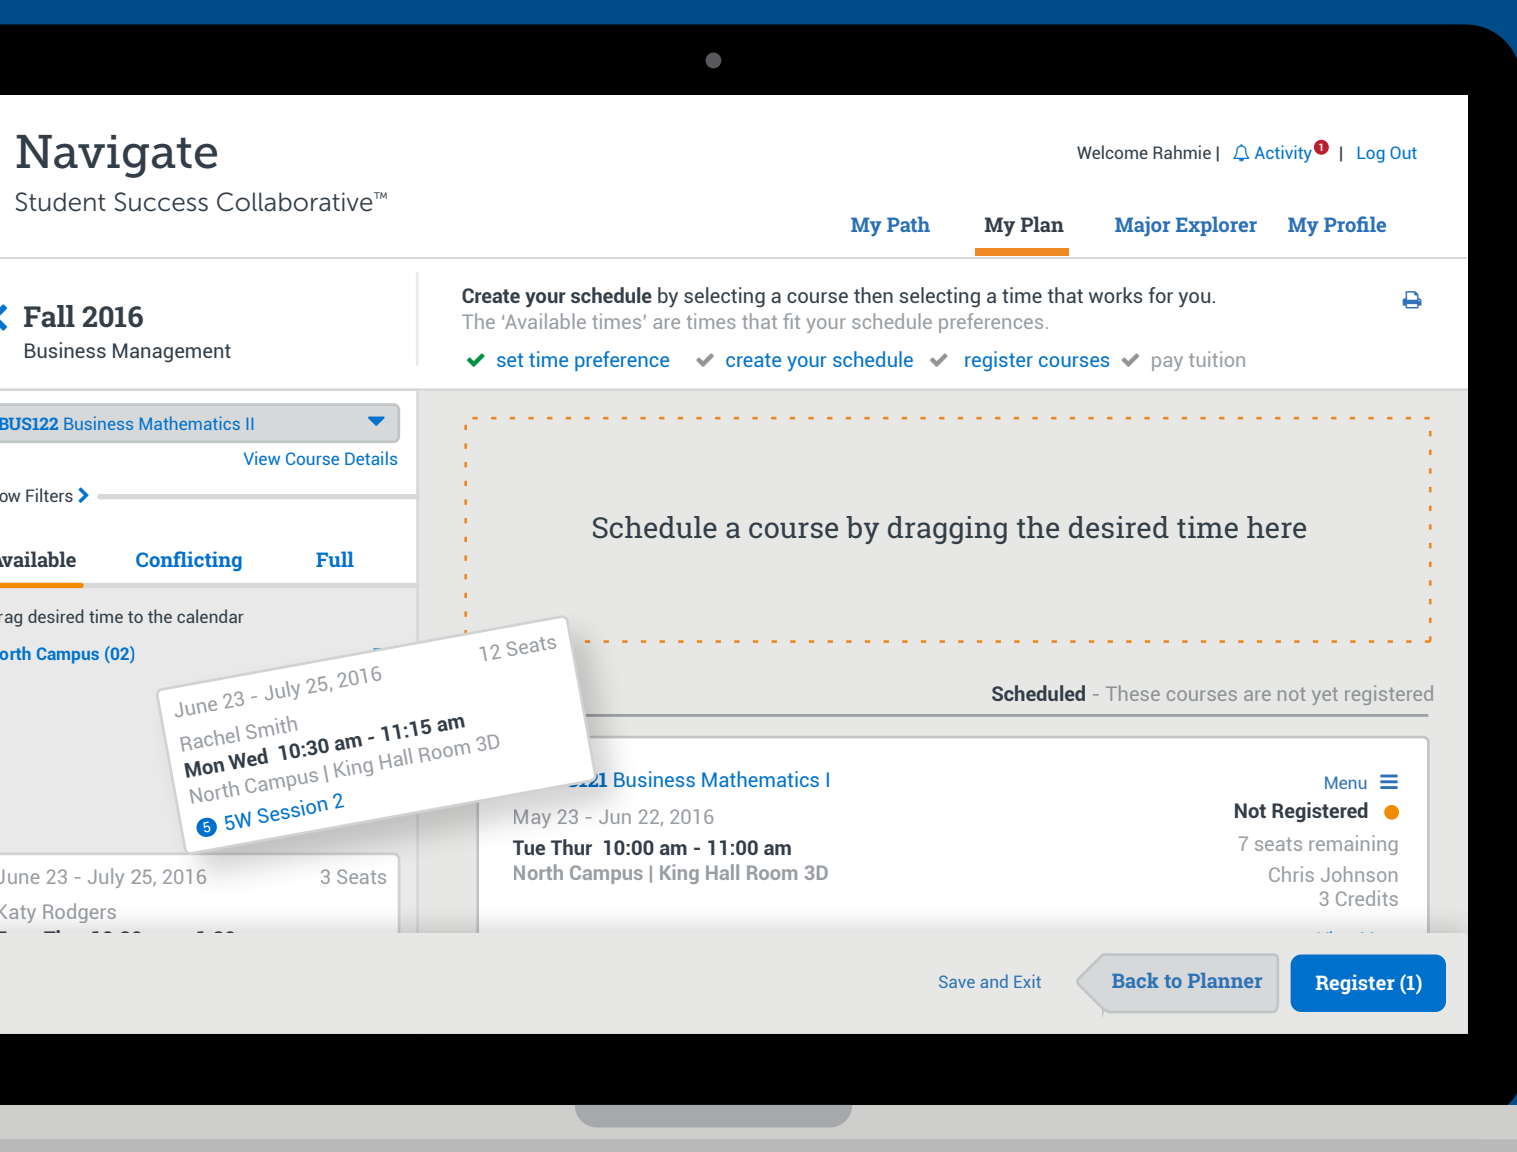 Navigate
Student Success Collaborative™
Welcome Rahmie | Activity 1 | Log Out
My Path My Plan Major Explorer My Profile
Fall 2016
Business Management
Create your schedule by selecting a course then selecting a time that works for you.
The ‘Available times’ are times that fit your schedule preferences.
set time preference create your schedule register courses pay tuition
BUS122 Business Mathematics II
View Course Details
ow Filters
Available Conflicting Full
rag desired time to the calendar
orth Campus (02)
Schedule a course by dragging the desired time here
June 23 - July 25, 2016 12 Seats
Rachel Smith
Mon Wed 10:30 am - 11:15 am
North Campus | King Hall Room 3D
5 5W Session 2
June 23 - July 25, 2016 3 Seats
Katy Rodgers
Scheduled - These courses are not yet registered
121 Business Mathematics I
May 23 - Jun 22, 2016
Tue Thur 10:00 am - 11:00 am
North Campus | King Hall Room 3D
Menu
Not Registered
7 seats remaining
Chris Johnson
3 Credits
Save and Exit
Back to Planner
Register (1)